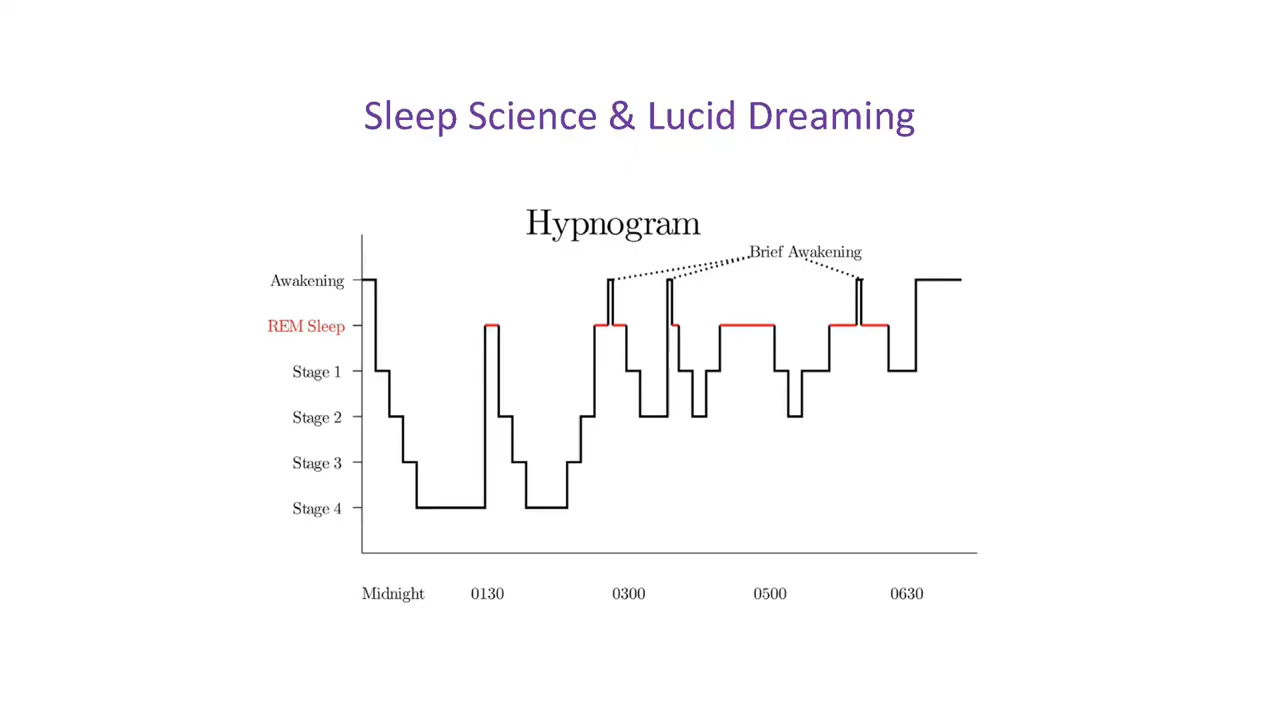 Sleep Science & Lucid Dreaming
Hypnogram
Brief Awakening
Awakening
REM Sleep
Stage 1
Stage 2
Stage 3
Stage 4
Midnight 0130 0300 0500 0630